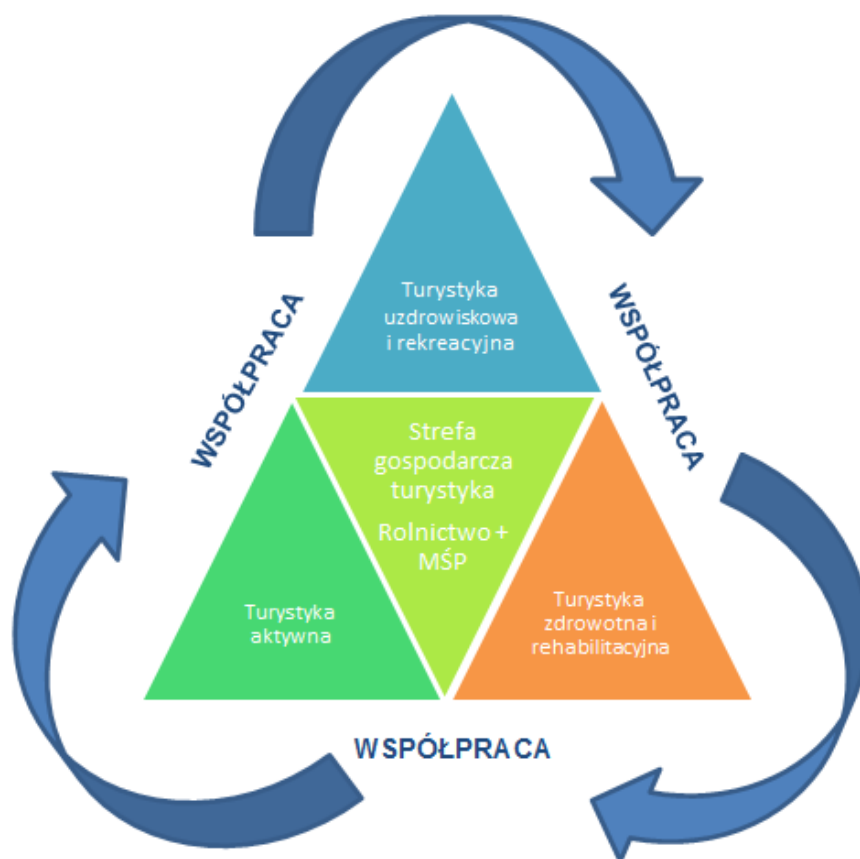 Turystyka
uzdrowiskowa
i rekreacyjna
WSPÓŁPRACA
WSPÓŁPRACA
Strefa
gospodarcza
turystyka
Rolnictwo +
MŚP
Turystyka
aktywna
Turystyka
zdrowotna i
rehabilitacyjna
WSPÓŁPRACA